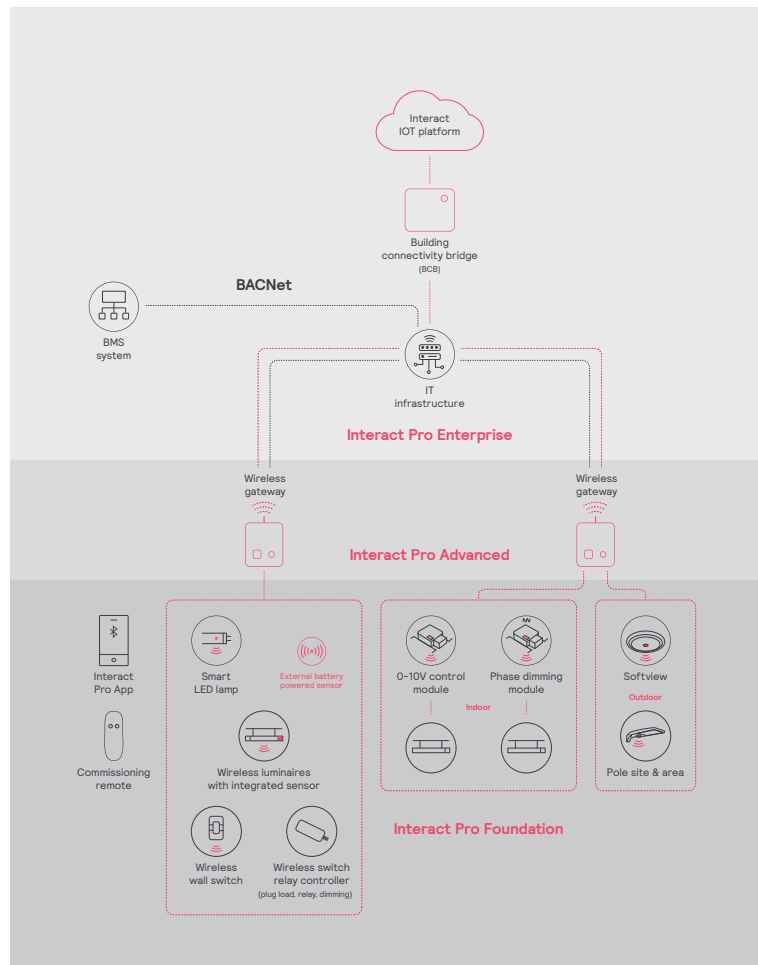 Interact
IOT platform
Building
connectivity bridge
(BCB)
BACNet
BMS
system
IT
infrastructure
Interact Pro Enterprise
Wireless
gateway
Wireless
gateway
Interact Pro Advanced
Interact
Pro App
Smart
LED lamp
External battery
powered sensor
0-10V control
module
Phase dimming
module
Softview
Indoor
Outdoor
Commissioning
remote
Wireless luminaires
with integrated sensor
Pole site & area
Interact Pro Foundation
Wireless
wall switch
Wireless switch
relay controller
(plug load, relay, dimming)